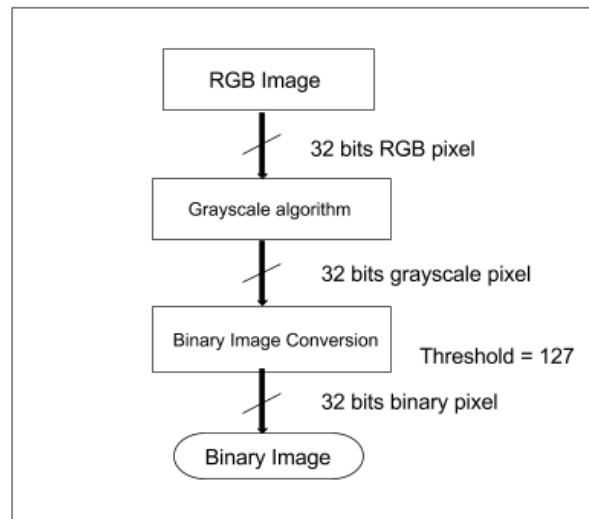 RGB Image
32 bits RGB pixel
Grayscale algorithm
32 bits grayscale pixel
Binary Image Conversion
Threshold = 127
32 bits binary pixel
Binary Image